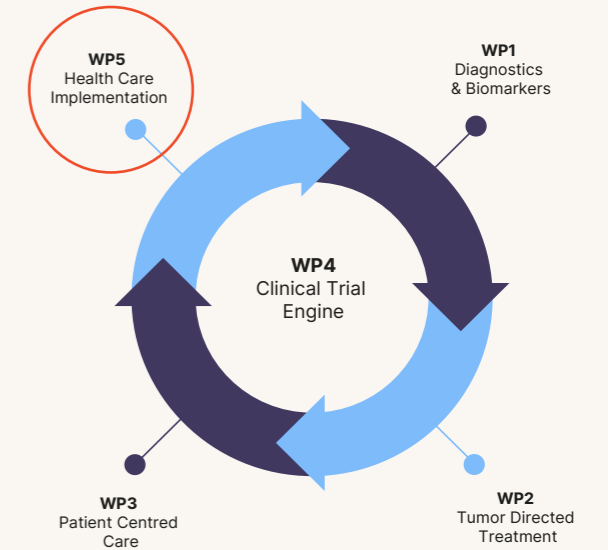 WP5
Health Care
Implementation
WP1
Diagnostics
& Biomarkers
WP4
Clinical Trial
Engine
WP3
Patient Centred
Care
WP2
Tumor Directed
Treatment